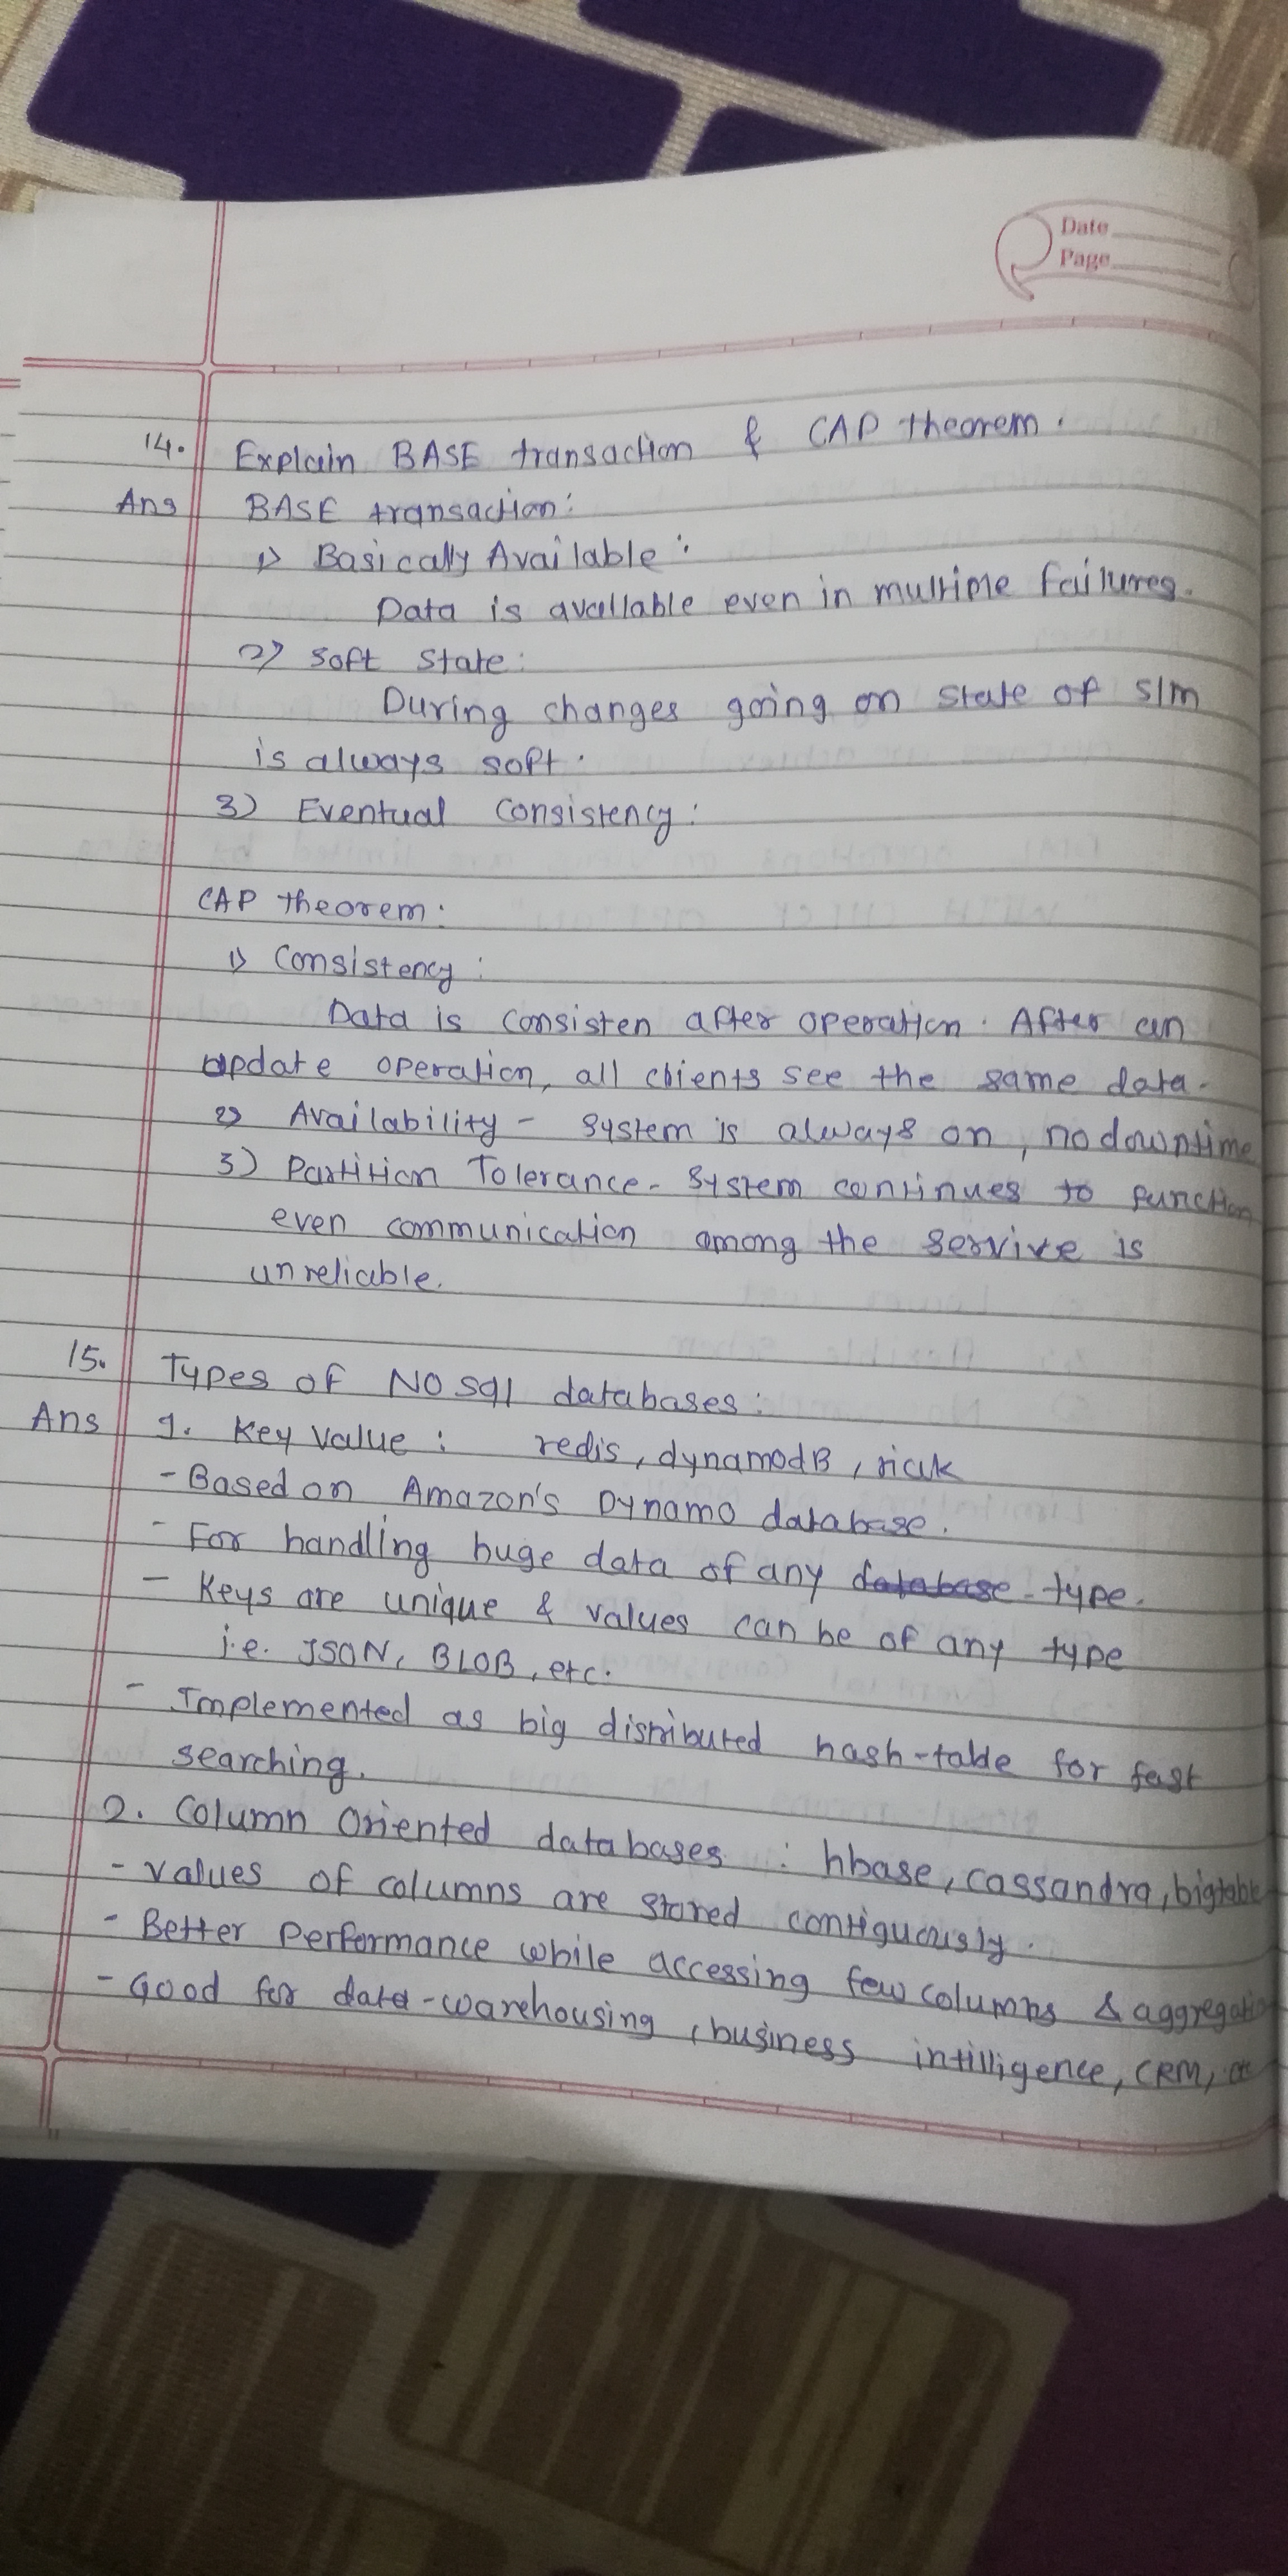 Date
Page
14. Explain BASE transaction & CAP theorem.
Ans BASE transaction:
1) Basically Available:
Data is available even in multiple failures.
2) Soft State:
During changes going on state of s/m
is always soft.
3) Eventual Consistency:
CAP theorem:
1) Consistency:
Data is consisten after operation. After an
update operation, all clients see the same data.
2) Availability - System is always on, no downtime
3) Partition Tolerance - System continues to function
even communication among the servive is
unreliable.
15. Types of NO sql databases:
Ans 1. Key Value: redis, dynamodB, riak
- Based on Amazon's Dynamo database.
- For handling huge data of any database type.
- Keys are unique & values can be of any type
i.e. JSON, BLOB, etc.
- Implemented as big distributed hash-table for fast
searching.
2. Column Oriented databases : hbase, cassandra, bigtable
- Values of columns are stored contiguously.
- Better performance while accessing few columns & aggregatio
- Good for data-warehousing, business intilligence, CRM,